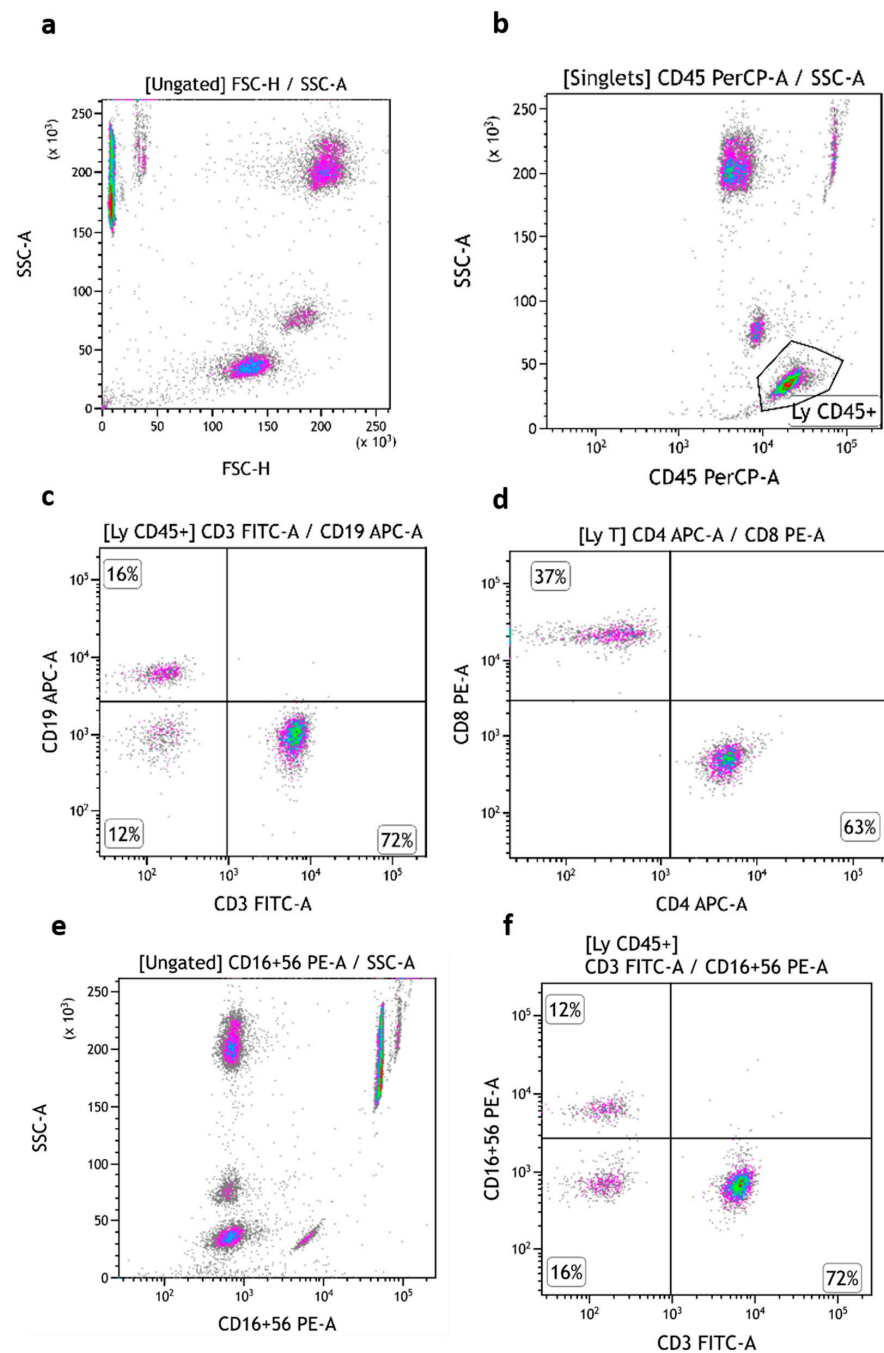 a
[Ungated] FSC-H / SSC-A
(x 10³)
250
200
150
100
50
0
SSC-A
0 50 100 150 200 250
(x 10³)
FSC-H
b
[Singlets] CD45 PerCP-A / SSC-A
(x 10³)
250
200
150
100
50
0
SSC-A
Ly CD45+
10² 10³ 10⁴ 10⁵
CD45 PerCP-A
c
[Ly CD45+] CD3 FITC-A / CD19 APC-A
16%
10⁵
10⁴
10³
10⁷
CD19 APC-A
12%
72%
10² 10³ 10⁴ 10⁵
CD3 FITC-A
d
[Ly T] CD4 APC-A / CD8 PE-A
37%
10⁵
10⁴
10³
10²
CD8 PE-A
63%
10² 10³ 10⁴ 10⁵
CD4 APC-A
e
[Ungated] CD16+56 PE-A / SSC-A
(x 10³)
250
200
150
100
50
0
SSC-A
10² 10³ 10⁴ 10⁵
CD16+56 PE-A
f
[Ly CD45+]
CD3 FITC-A / CD16+56 PE-A
12%
10⁵
10⁴
10³
10²
CD16+56 PE-A
16%
72%
10² 10³ 10⁴ 10⁵
CD3 FITC-A